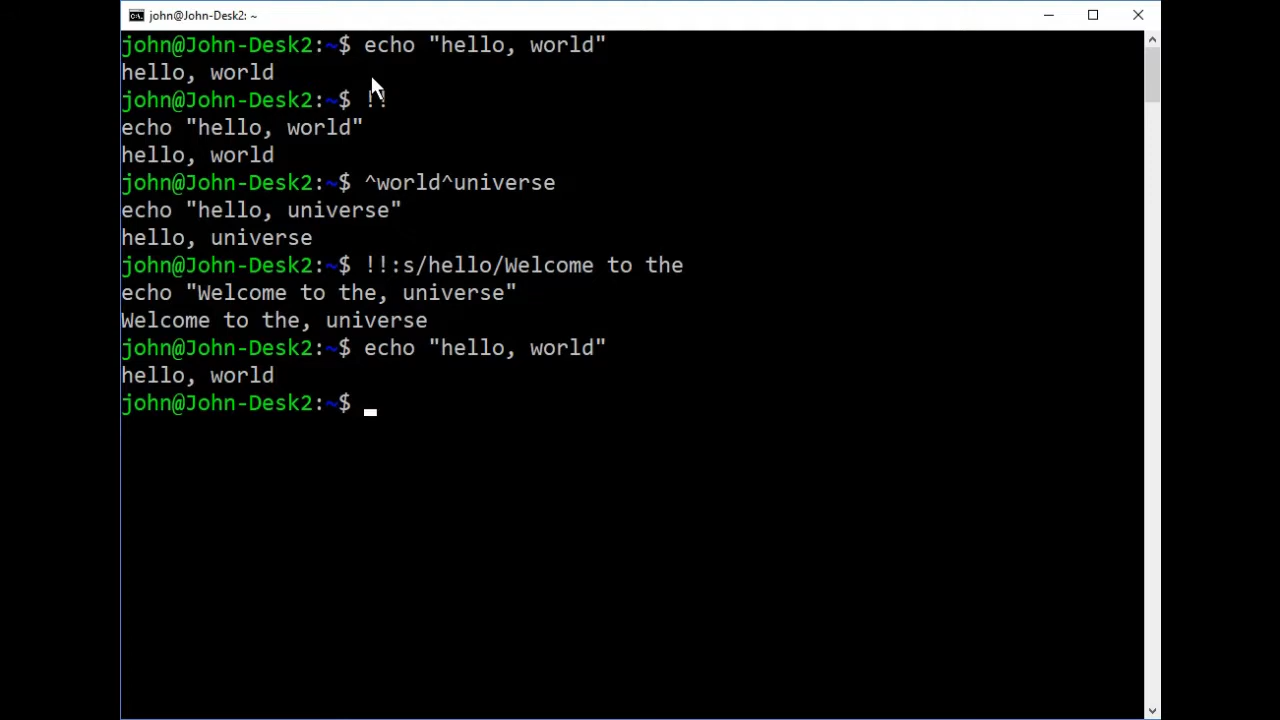 john@John-Desk2: ~
john@John-Desk2:~$ echo "hello, world"
hello, world
john@John-Desk2:~$ !!
echo "hello, world"
hello, world
john@John-Desk2:~$ ^world^universe
echo "hello, universe"
hello, universe
john@John-Desk2:~$ !!:s/hello/Welcome to the
echo "Welcome to the, universe"
Welcome to the, universe
john@John-Desk2:~$ echo "hello, world"
hello, world
john@John-Desk2:~$